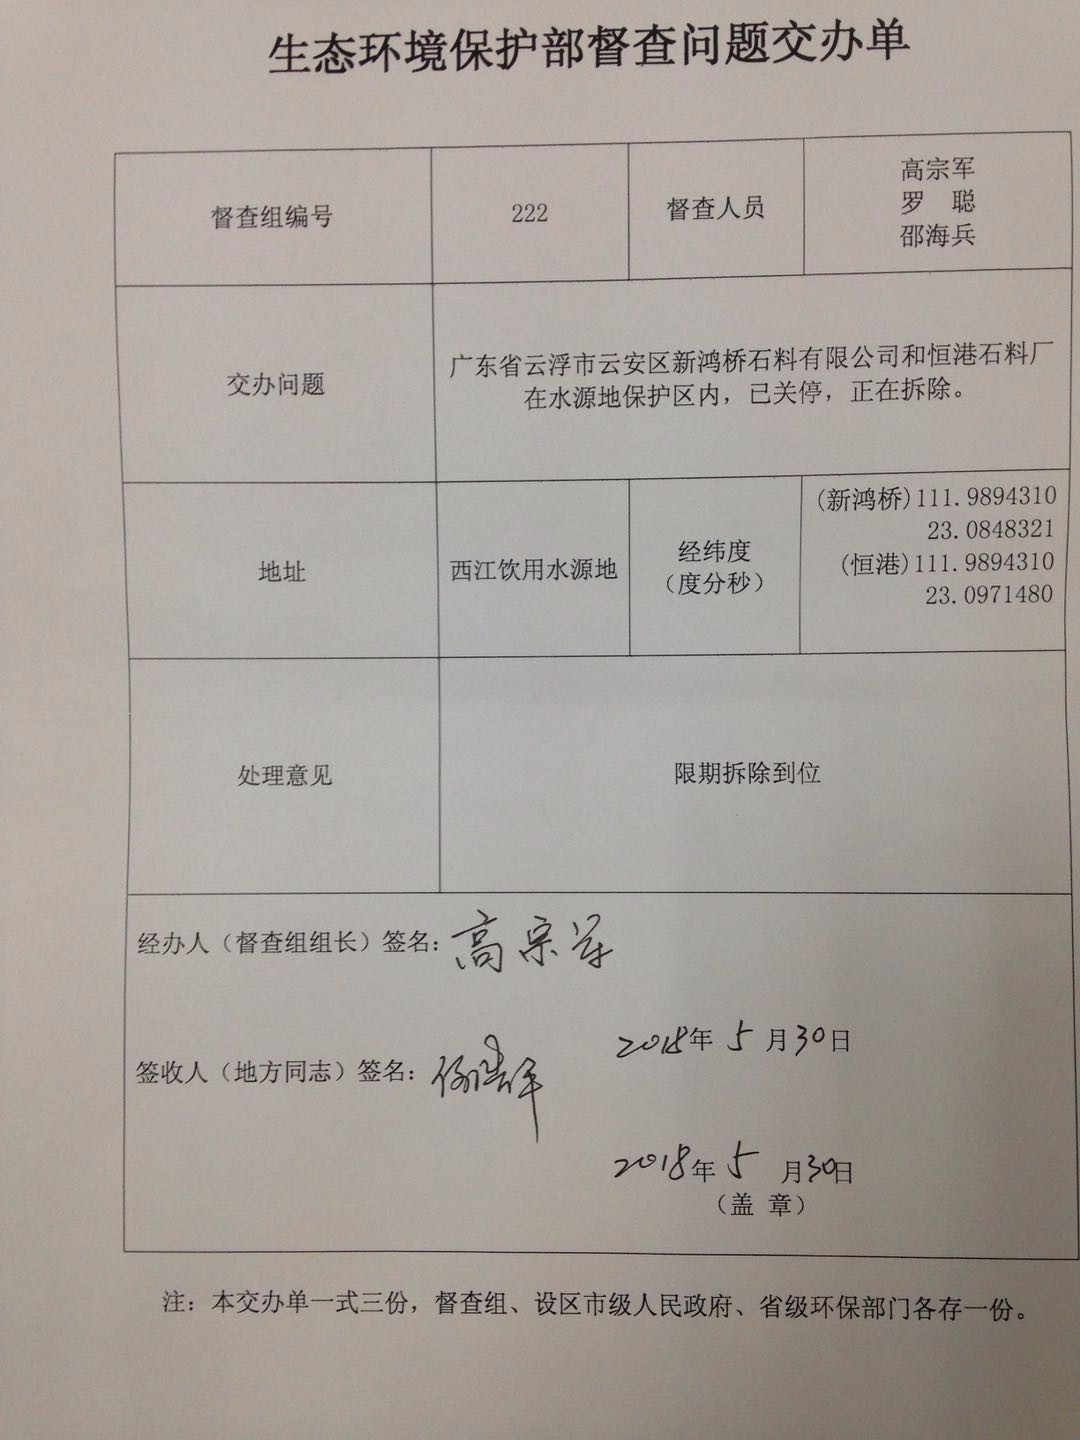 生态环境保护部督查问题交办单
督查组编号
222
督查人员
高宗军
罗 聪
邵海兵
交办问题
广东省云浮市云安区新鸿桥石料有限公司和恒港石料厂
在水源地保护区内，已关停，正在拆除。
地址
西江饮用水源地
经纬度
（度分秒）
(新鸿桥)111.9894310
23.0848321
(恒港)111.9894310
23.0971480
处理意见
限期拆除到位
经办人（督查组组长）签名：高宗军
2018年 5 月30日
签收人（地方同志）签名：
2018年 5 月30日
（盖 章）
注：本交办单一式三份，督查组、设区市级人民政府、省级环保部门各存一份。